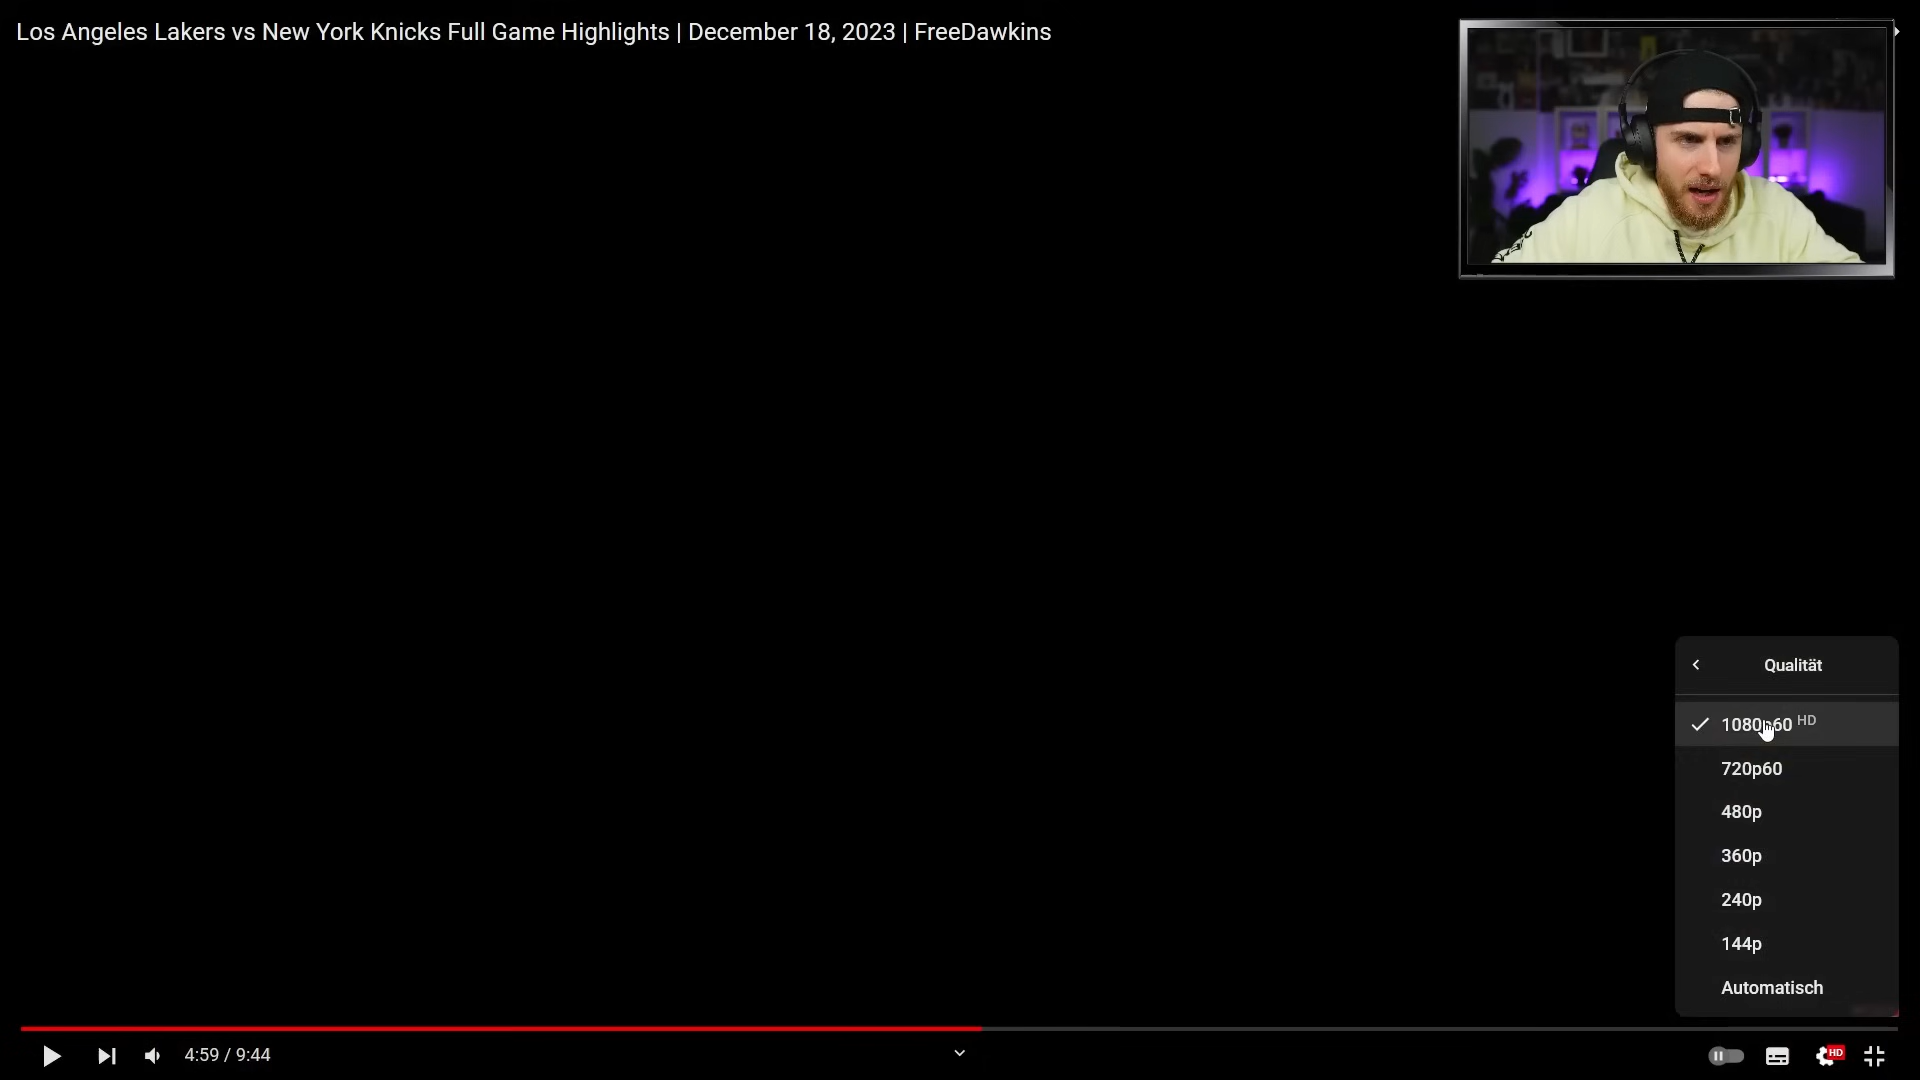 Los Angeles Lakers vs New York Knicks Full Game Highlights | December 18, 2023 | FreeDawkins
Qualität
1080p60 HD
720p60
480p
360p
240p
144p
Automatisch
4:59 / 9:44
HD